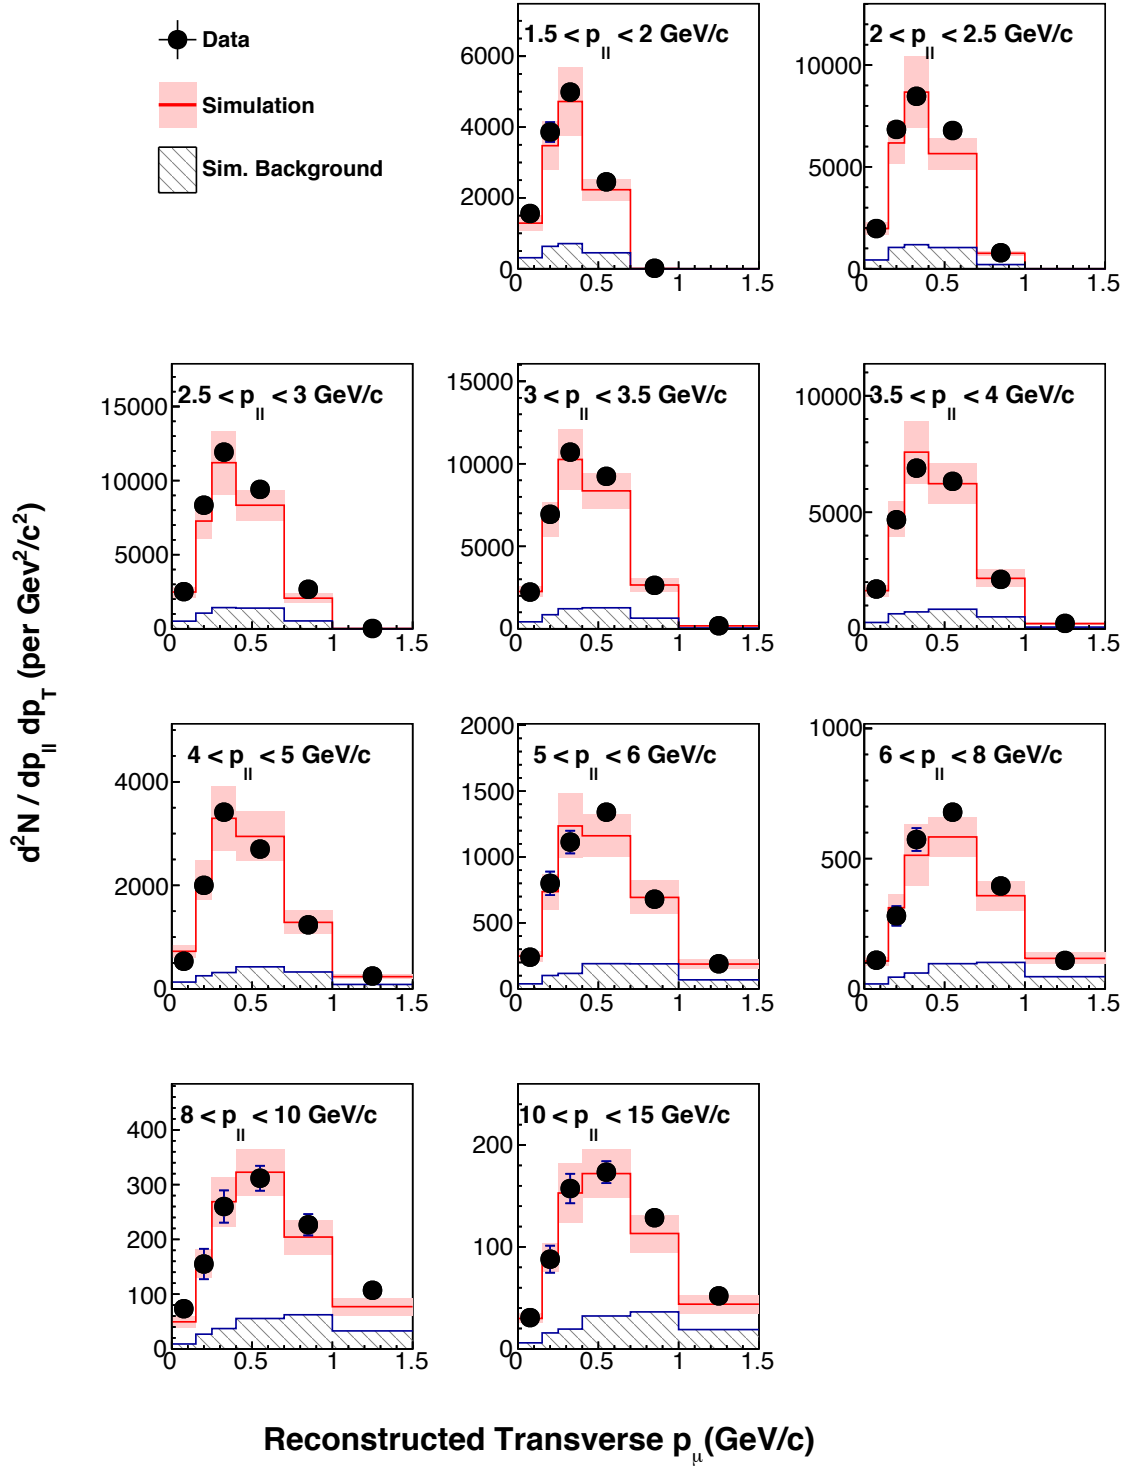 Data
Simulation
Sim. Background
1.5 < p_|| < 2 GeV/c
6000
4000
2000
0
0 0.5 1 1.5
2 < p_|| < 2.5 GeV/c
10000
5000
0
0 0.5 1 1.5
2.5 < p_|| < 3 GeV/c
15000
10000
5000
0
0 0.5 1 1.5
3 < p_|| < 3.5 GeV/c
15000
10000
5000
0
0 0.5 1 1.5
3.5 < p_|| < 4 GeV/c
10000
5000
0
0 0.5 1 1.5
4 < p_|| < 5 GeV/c
4000
2000
0
0 0.5 1 1.5
5 < p_|| < 6 GeV/c
2000
1500
1000
500
0
0 0.5 1 1.5
6 < p_|| < 8 GeV/c
1000
500
0
0 0.5 1 1.5
8 < p_|| < 10 GeV/c
400
300
200
100
0
0 0.5 1 1.5
10 < p_|| < 15 GeV/c
200
100
0
0 0.5 1 1.5
d²N / dp_|| dp_T (per Gev²/c²)
Reconstructed Transverse p_μ(GeV/c)